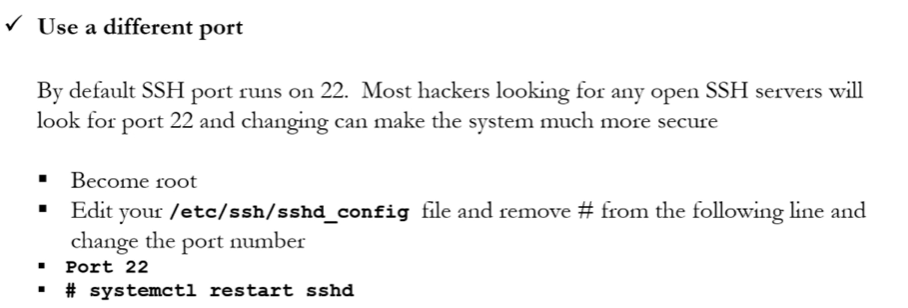 ✓ Use a different port
By default SSH port runs on 22. Most hackers looking for any open SSH servers will
look for port 22 and changing can make the system much more secure
▪ Become root
▪ Edit your /etc/ssh/sshd_config file and remove # from the following line and
change the port number
▪ Port 22
▪ # systemctl restart sshd